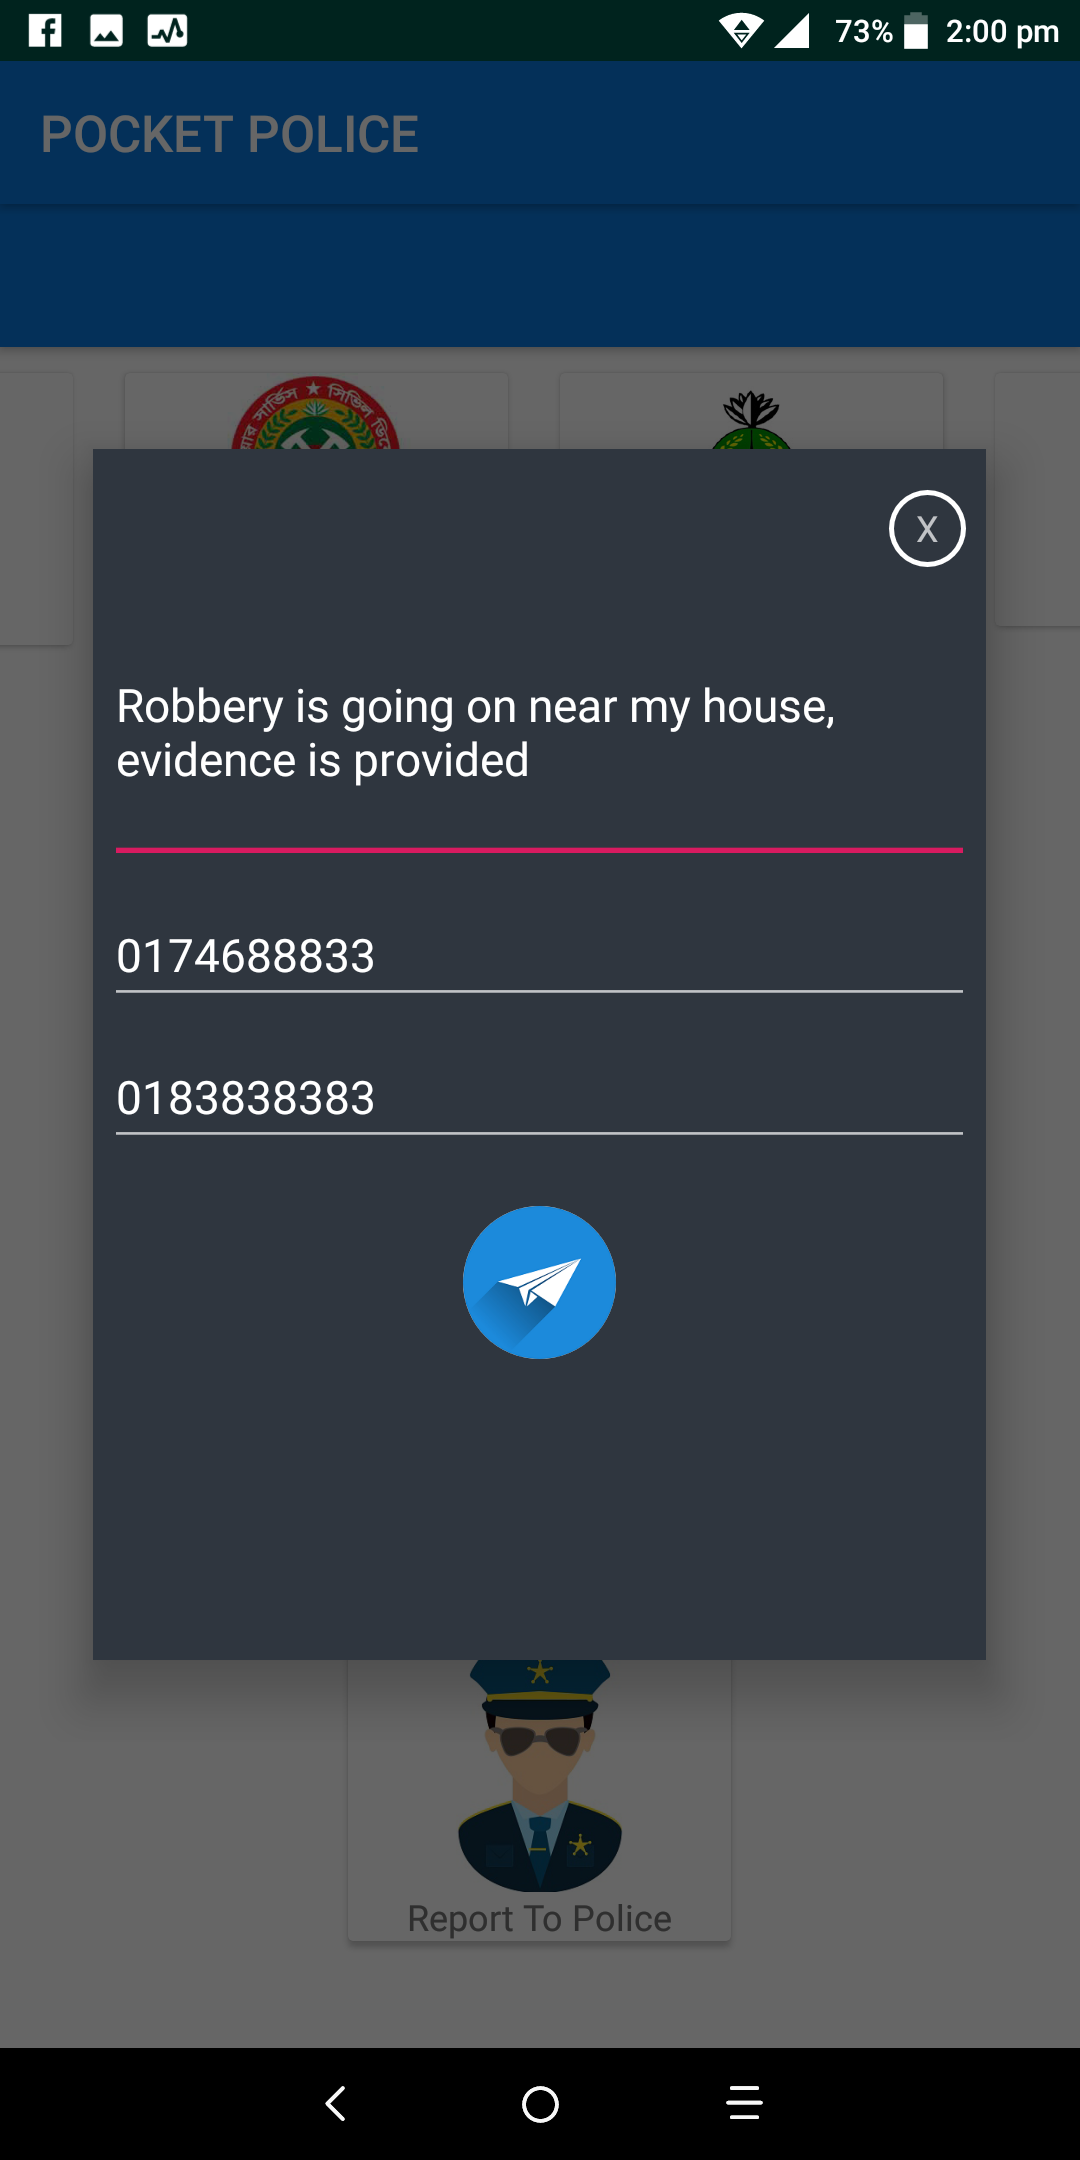 73% 2:00 pm
POCKET POLICE
সার্ভিস ★ সিভিল
X
Robbery is going on near my house,
evidence is provided
0174688833
0183838383
Report To Police